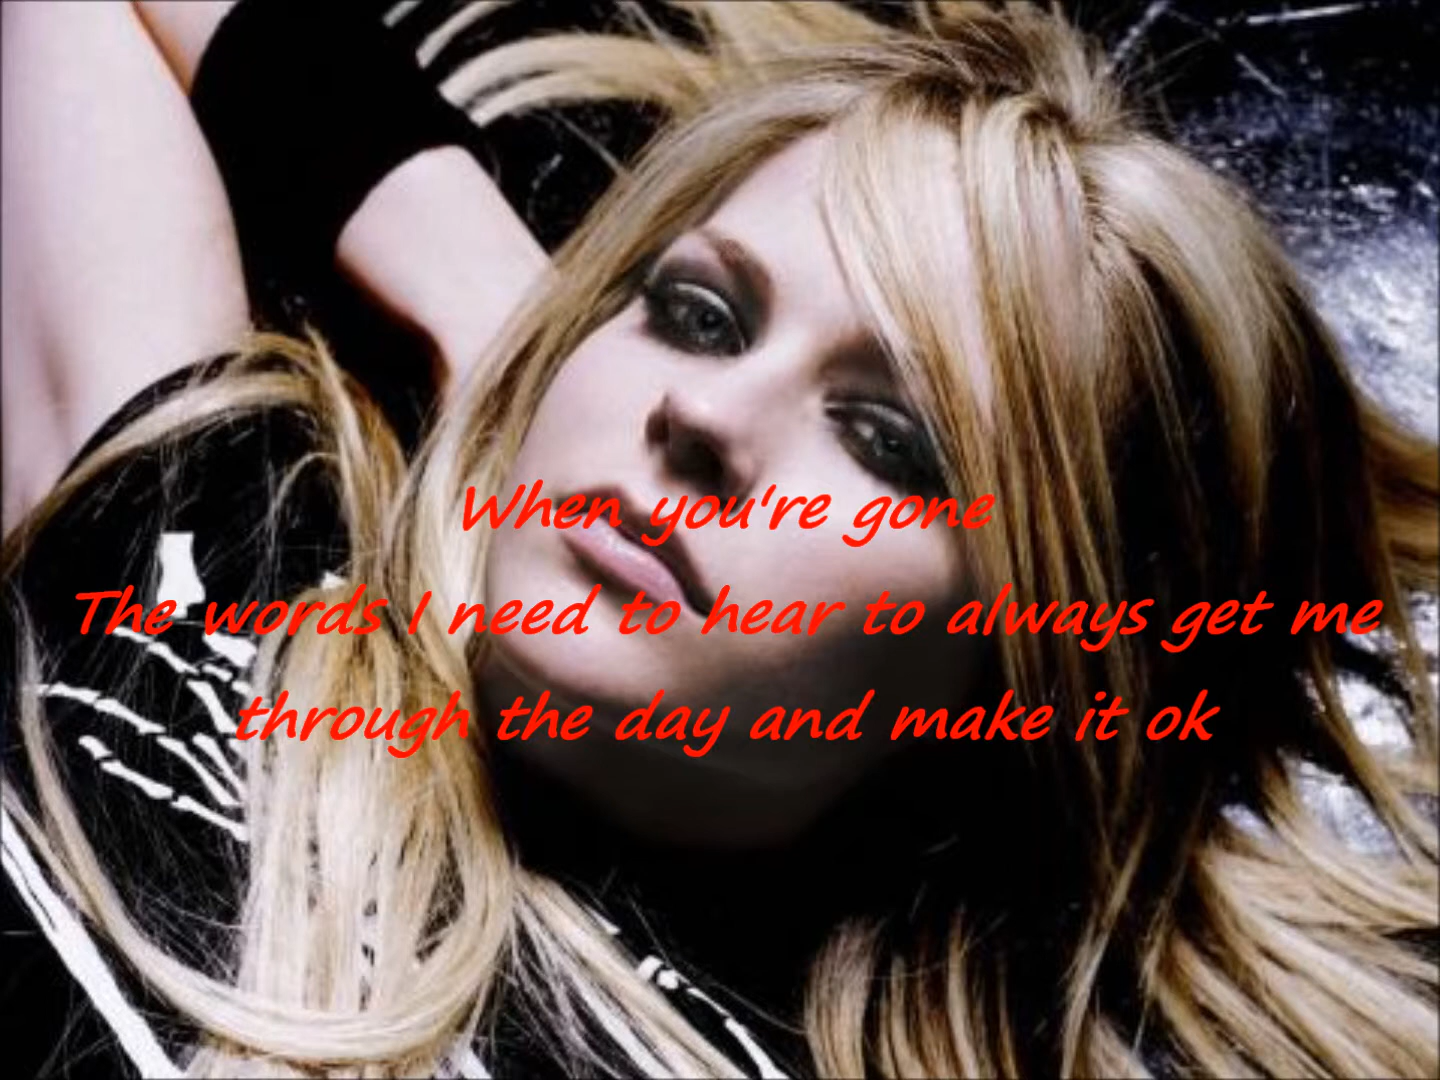 When you're gone
The words I need to hear to always get me
through the day and make it ok